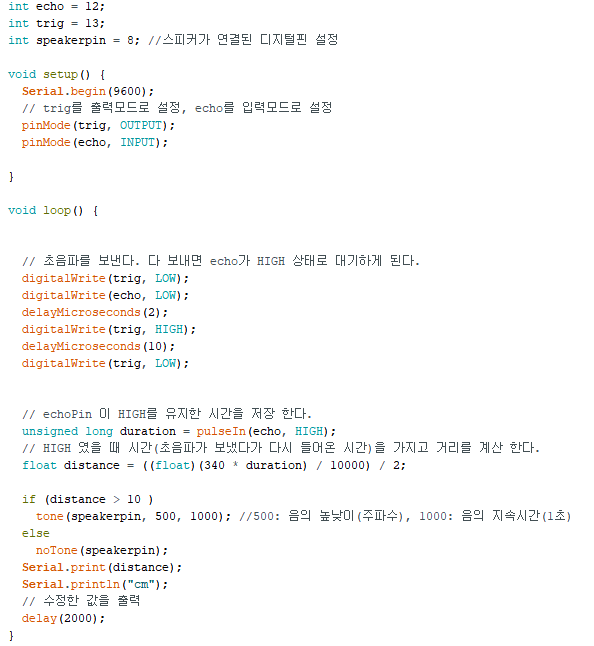 int echo = 12;
int trig = 13;
int speakerpin = 8; //스피커가 연결된 디지털핀 설정
void setup() {
Serial.begin(9600);
// trig를 출력모드로 설정, echo를 입력모드로 설정
pinMode(trig, OUTPUT);
pinMode(echo, INPUT);
}
void loop() {
// 초음파를 보낸다. 다 보내면 echo가 HIGH 상태로 대기하게 된다.
digitalWrite(trig, LOW);
digitalWrite(echo, LOW);
delayMicroseconds(2);
digitalWrite(trig, HIGH);
delayMicroseconds(10);
digitalWrite(trig, LOW);
// echoPin 이 HIGH를 유지한 시간을 저장 한다.
unsigned long duration = pulseIn(echo, HIGH);
// HIGH 였을 때 시간(초음파가 보냈다가 다시 들어온 시간)을 가지고 거리를 계산 한다.
float distance = ((float)(340 * duration) / 10000) / 2;
if (distance > 10 )
tone(speakerpin, 500, 1000); //500: 음의 높낮이(주파수), 1000: 음의 지속시간(1초)
else
noTone(speakerpin);
Serial.print(distance);
Serial.println("cm");
// 수정한 값을 출력
delay(2000);
}